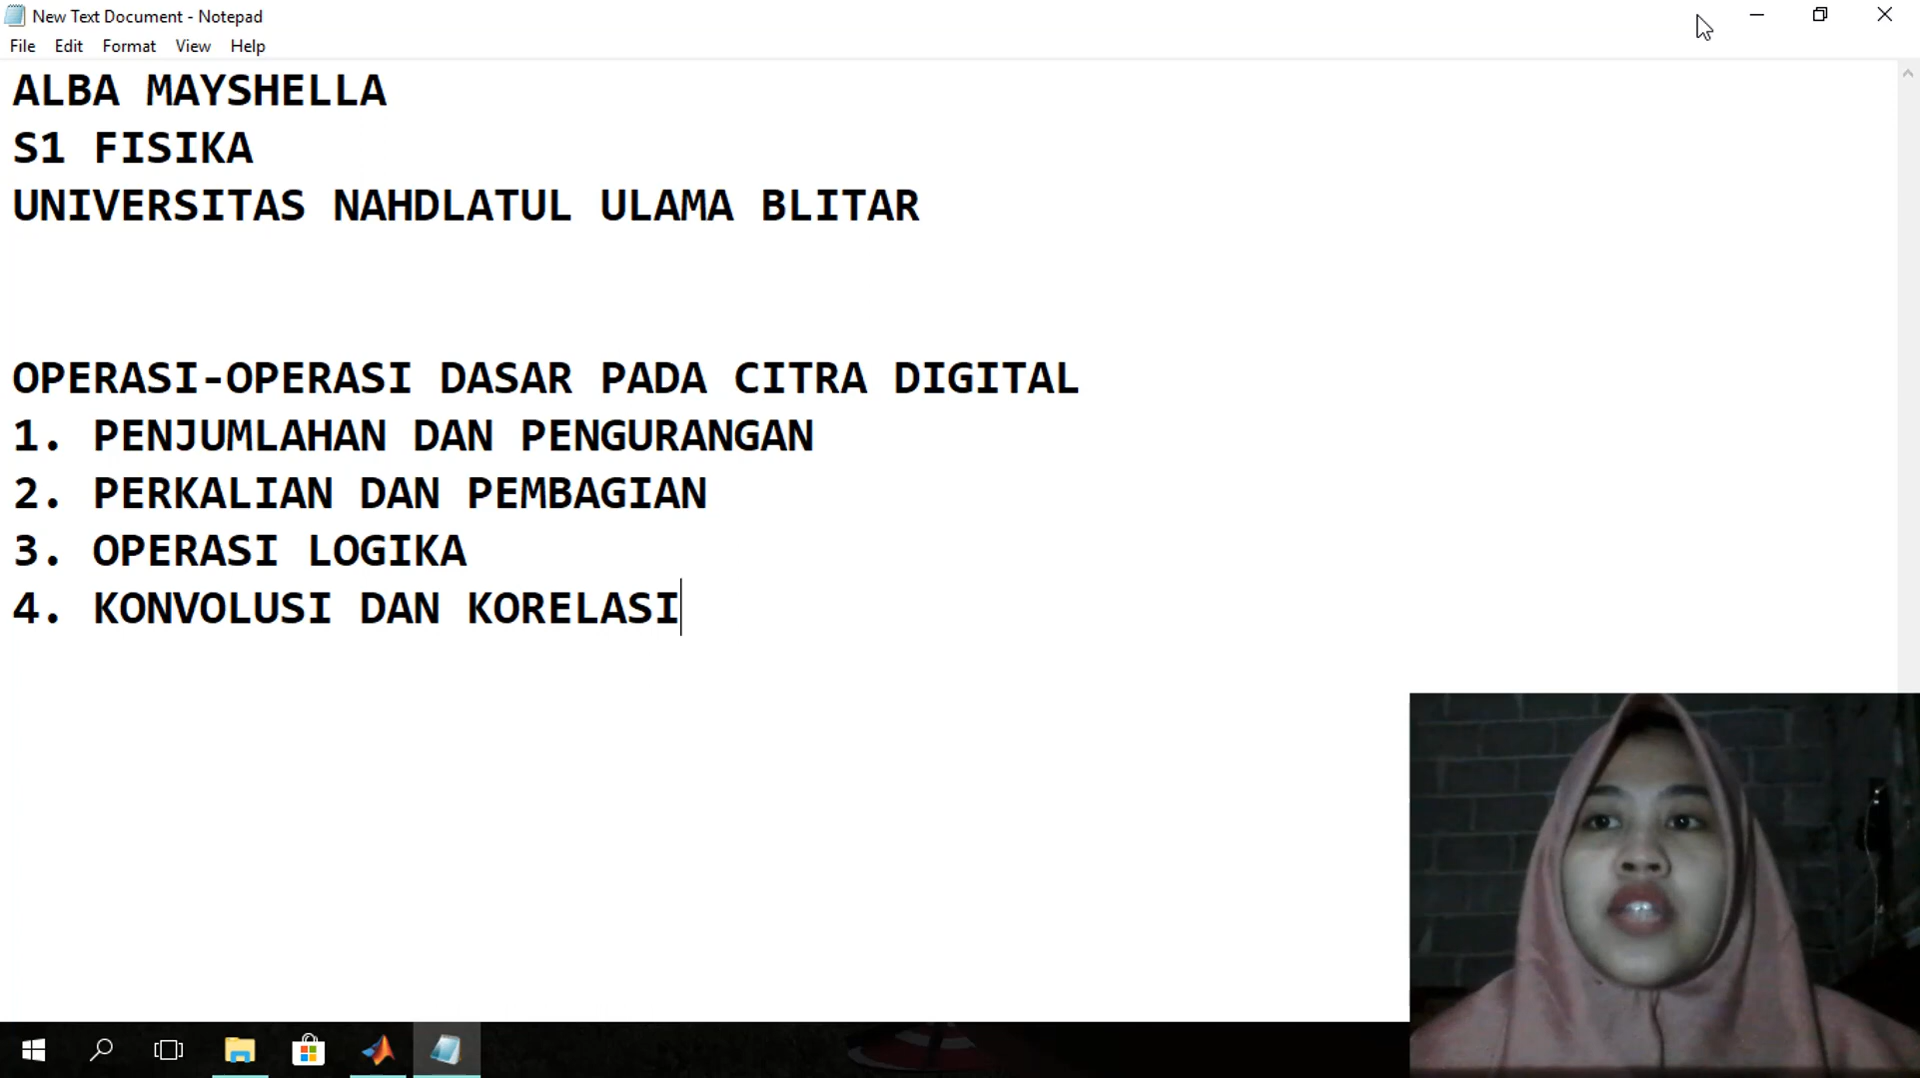 New Text Document - Notepad
File Edit Format View Help
ALBA MAYSHELLA
S1 FISIKA
UNIVERSITAS NAHDLATUL ULAMA BLITAR
OPERASI-OPERASI DASAR PADA CITRA DIGITAL
1. PENJUMLAHAN DAN PENGURANGAN
2. PERKALIAN DAN PEMBAGIAN
3. OPERASI LOGIKA
4. KONVOLUSI DAN KORELASI